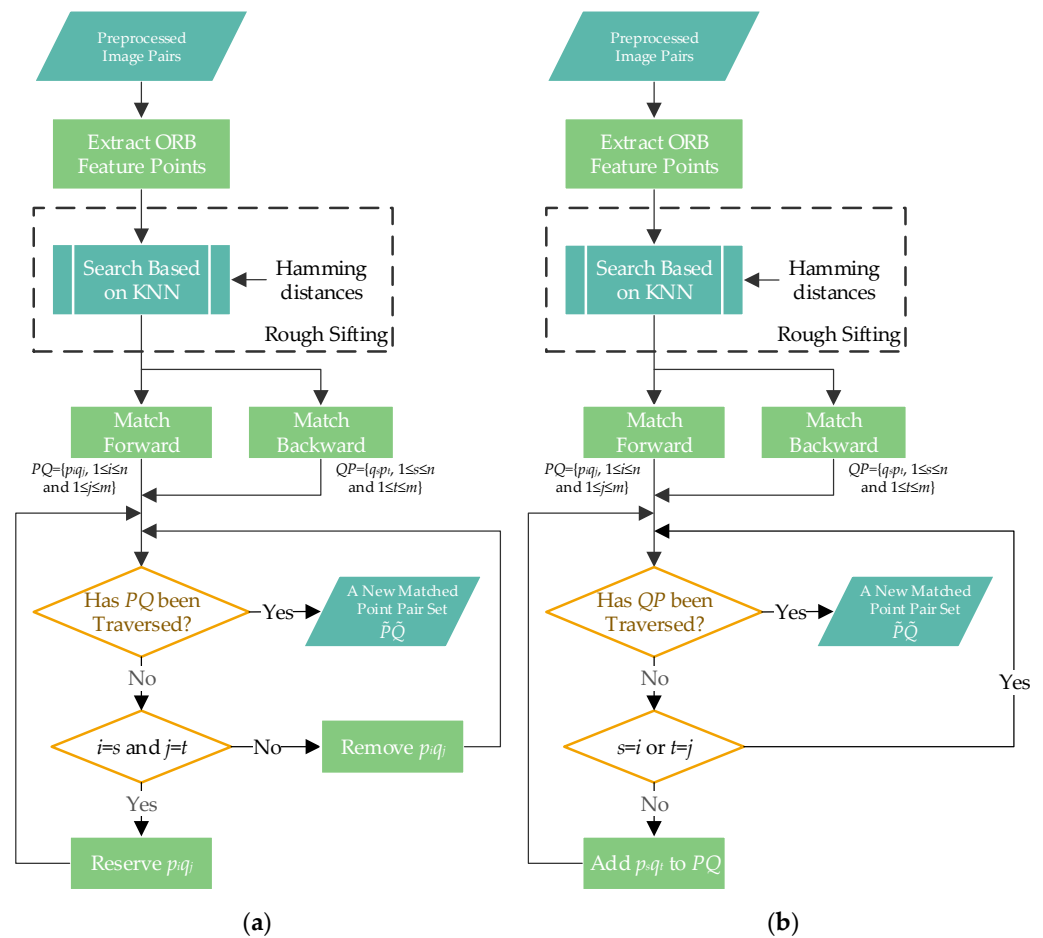 Preprocessed
Image Pairs
Extract ORB
Feature Points
Search Based
on KNN
Hamming
distances
Rough Sifting
Match
Forward
Match
Backward
PQ={pᵢqⱼ, 1≤i≤n
and 1≤j≤m}
QP={qₛpₜ, 1≤s≤n
and 1≤t≤m}
Has PQ been
Traversed?
Yes
A New Matched
Point Pair Set
P̃Q̃
No
i=s and j=t
No
Remove pᵢqⱼ
Yes
Reserve pᵢqⱼ
(a)
Preprocessed
Image Pairs
Extract ORB
Feature Points
Search Based
on KNN
Hamming
distances
Rough Sifting
Match
Forward
Match
Backward
PQ={pᵢqⱼ, 1≤i≤n
and 1≤j≤m}
QP={qₛpₜ, 1≤s≤n
and 1≤t≤m}
Has QP been
Traversed?
Yes
A New Matched
Point Pair Set
P̃Q̃
No
Yes
s=i or t=j
No
Add pₛqₜ to PQ
(b)